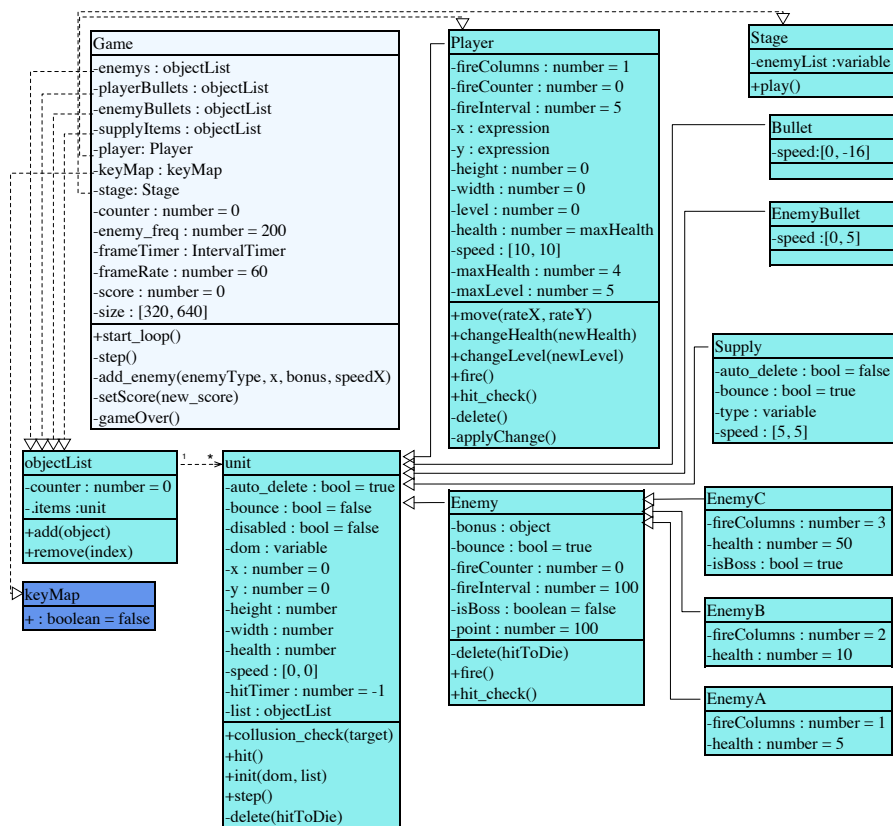 Game
-enemys : objectList
-playerBullets : objectList
-enemyBullets : objectList
-supplyItems : objectList
-player: Player
-keyMap : keyMap
-stage: Stage
-counter : number = 0
-enemy_freq : number = 200
-frameTimer : IntervalTimer
-frameRate : number = 60
-score : number = 0
-size : [320, 640]
+start_loop()
-step()
-add_enemy(enemyType, x, bonus, speedX)
-setScore(new_score)
-gameOver()
Player
-fireColumns : number = 1
-fireCounter : number = 0
-fireInterval : number = 5
-x : expression
-y : expression
-height : number = 0
-width : number = 0
-level : number = 0
-health : number = maxHealth
-speed : [10, 10]
-maxHealth : number = 4
-maxLevel : number = 5
+move(rateX, rateY)
+changeHealth(newHealth)
+changeLevel(newLevel)
+fire()
+hit_check()
-delete()
-applyChange()
Stage
-enemyList :variable
+play()
Bullet
-speed:[0, -16]
EnemyBullet
-speed :[0, 5]
Supply
-auto_delete : bool = false
-bounce : bool = true
-type : variable
-speed : [5, 5]
objectList
-counter : number = 0
-.items :unit
+add(object)
+remove(index)
1
*
keyMap
+ : boolean = false
unit
-auto_delete : bool = true
-bounce : bool = false
-disabled : bool = false
-dom : variable
-x : number = 0
-y : number = 0
-height : number
-width : number
-health : number
-speed : [0, 0]
-hitTimer : number = -1
-list : objectList
+collusion_check(target)
+hit()
+init(dom, list)
+step()
-delete(hitToDie)
Enemy
-bonus : object
-bounce : bool = true
-fireCounter : number = 0
-fireInterval : number = 100
-isBoss : boolean = false
-point : number = 100
-delete(hitToDie)
+fire()
+hit_check()
EnemyC
-fireColumns : number = 3
-health : number = 50
-isBoss : bool = true
EnemyB
-fireColumns : number = 2
-health : number = 10
EnemyA
-fireColumns : number = 1
-health : number = 5